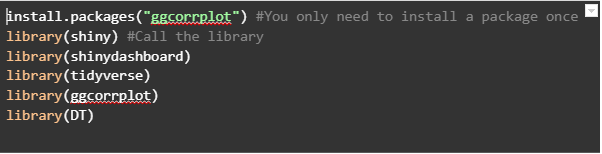 install.packages("ggcorrplot") #You only need to install a package once
library(shiny) #Call the library
library(shinydashboard)
library(tidyverse)
library(ggcorrplot)
library(DT)